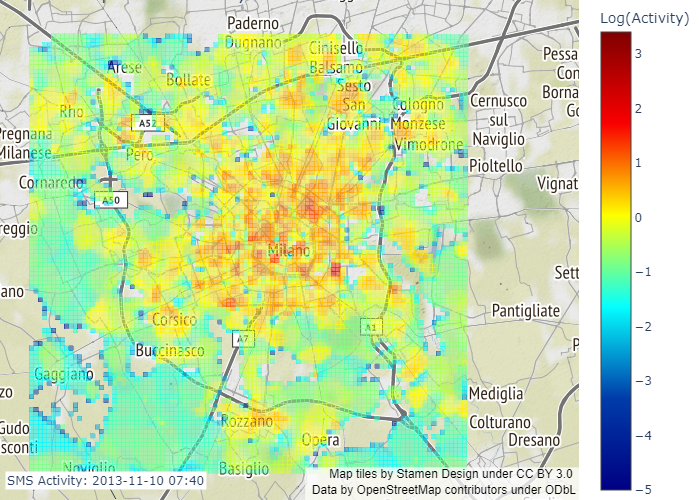 Paderno
Dugnano
Cinisello
Balsamo
Arese
Bollate
Sesto
San
Giovanni
Rho
A52
Cologno
Monzese
Vimodrone
Cernusco
sul
Naviglio
Pessa
Con
Borna
Go
Pregnana
Milanese
Pero
Pioltello
Cornaredo
A50
Vignat
reggio
Milano
Sett
ano
Pantigliate
Corsico
A7
A1
Buccinasco
P
Gaggiano
zo
Mediglia
Rozzano
Colturano
Gudo
sconti
Opera
Dresano
Noviglio
Basiglio
SMS Activity: 2013-11-10 07:40
Map tiles by Stamen Design under CC BY 3.0
Data by OpenStreetMap contributors under ODbL
Log(Activity)
3
2
1
0
−1
−2
−3
−4
−5